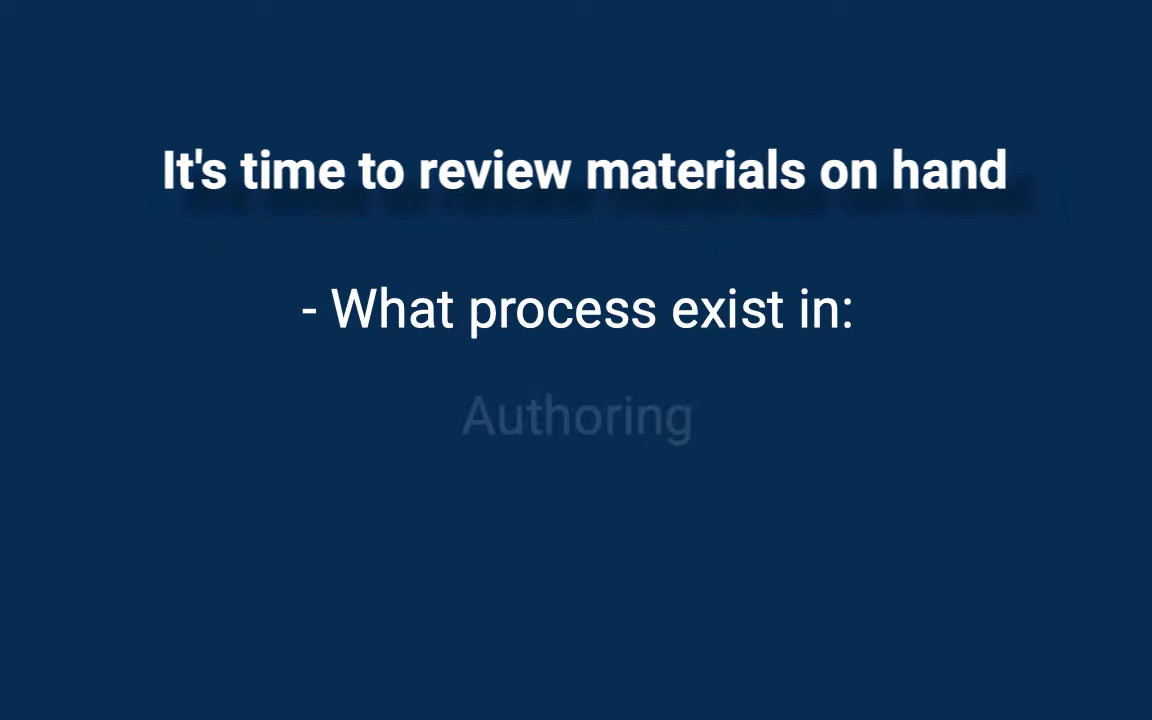 It's time to review materials on hand
- What process exist in:
Authoring